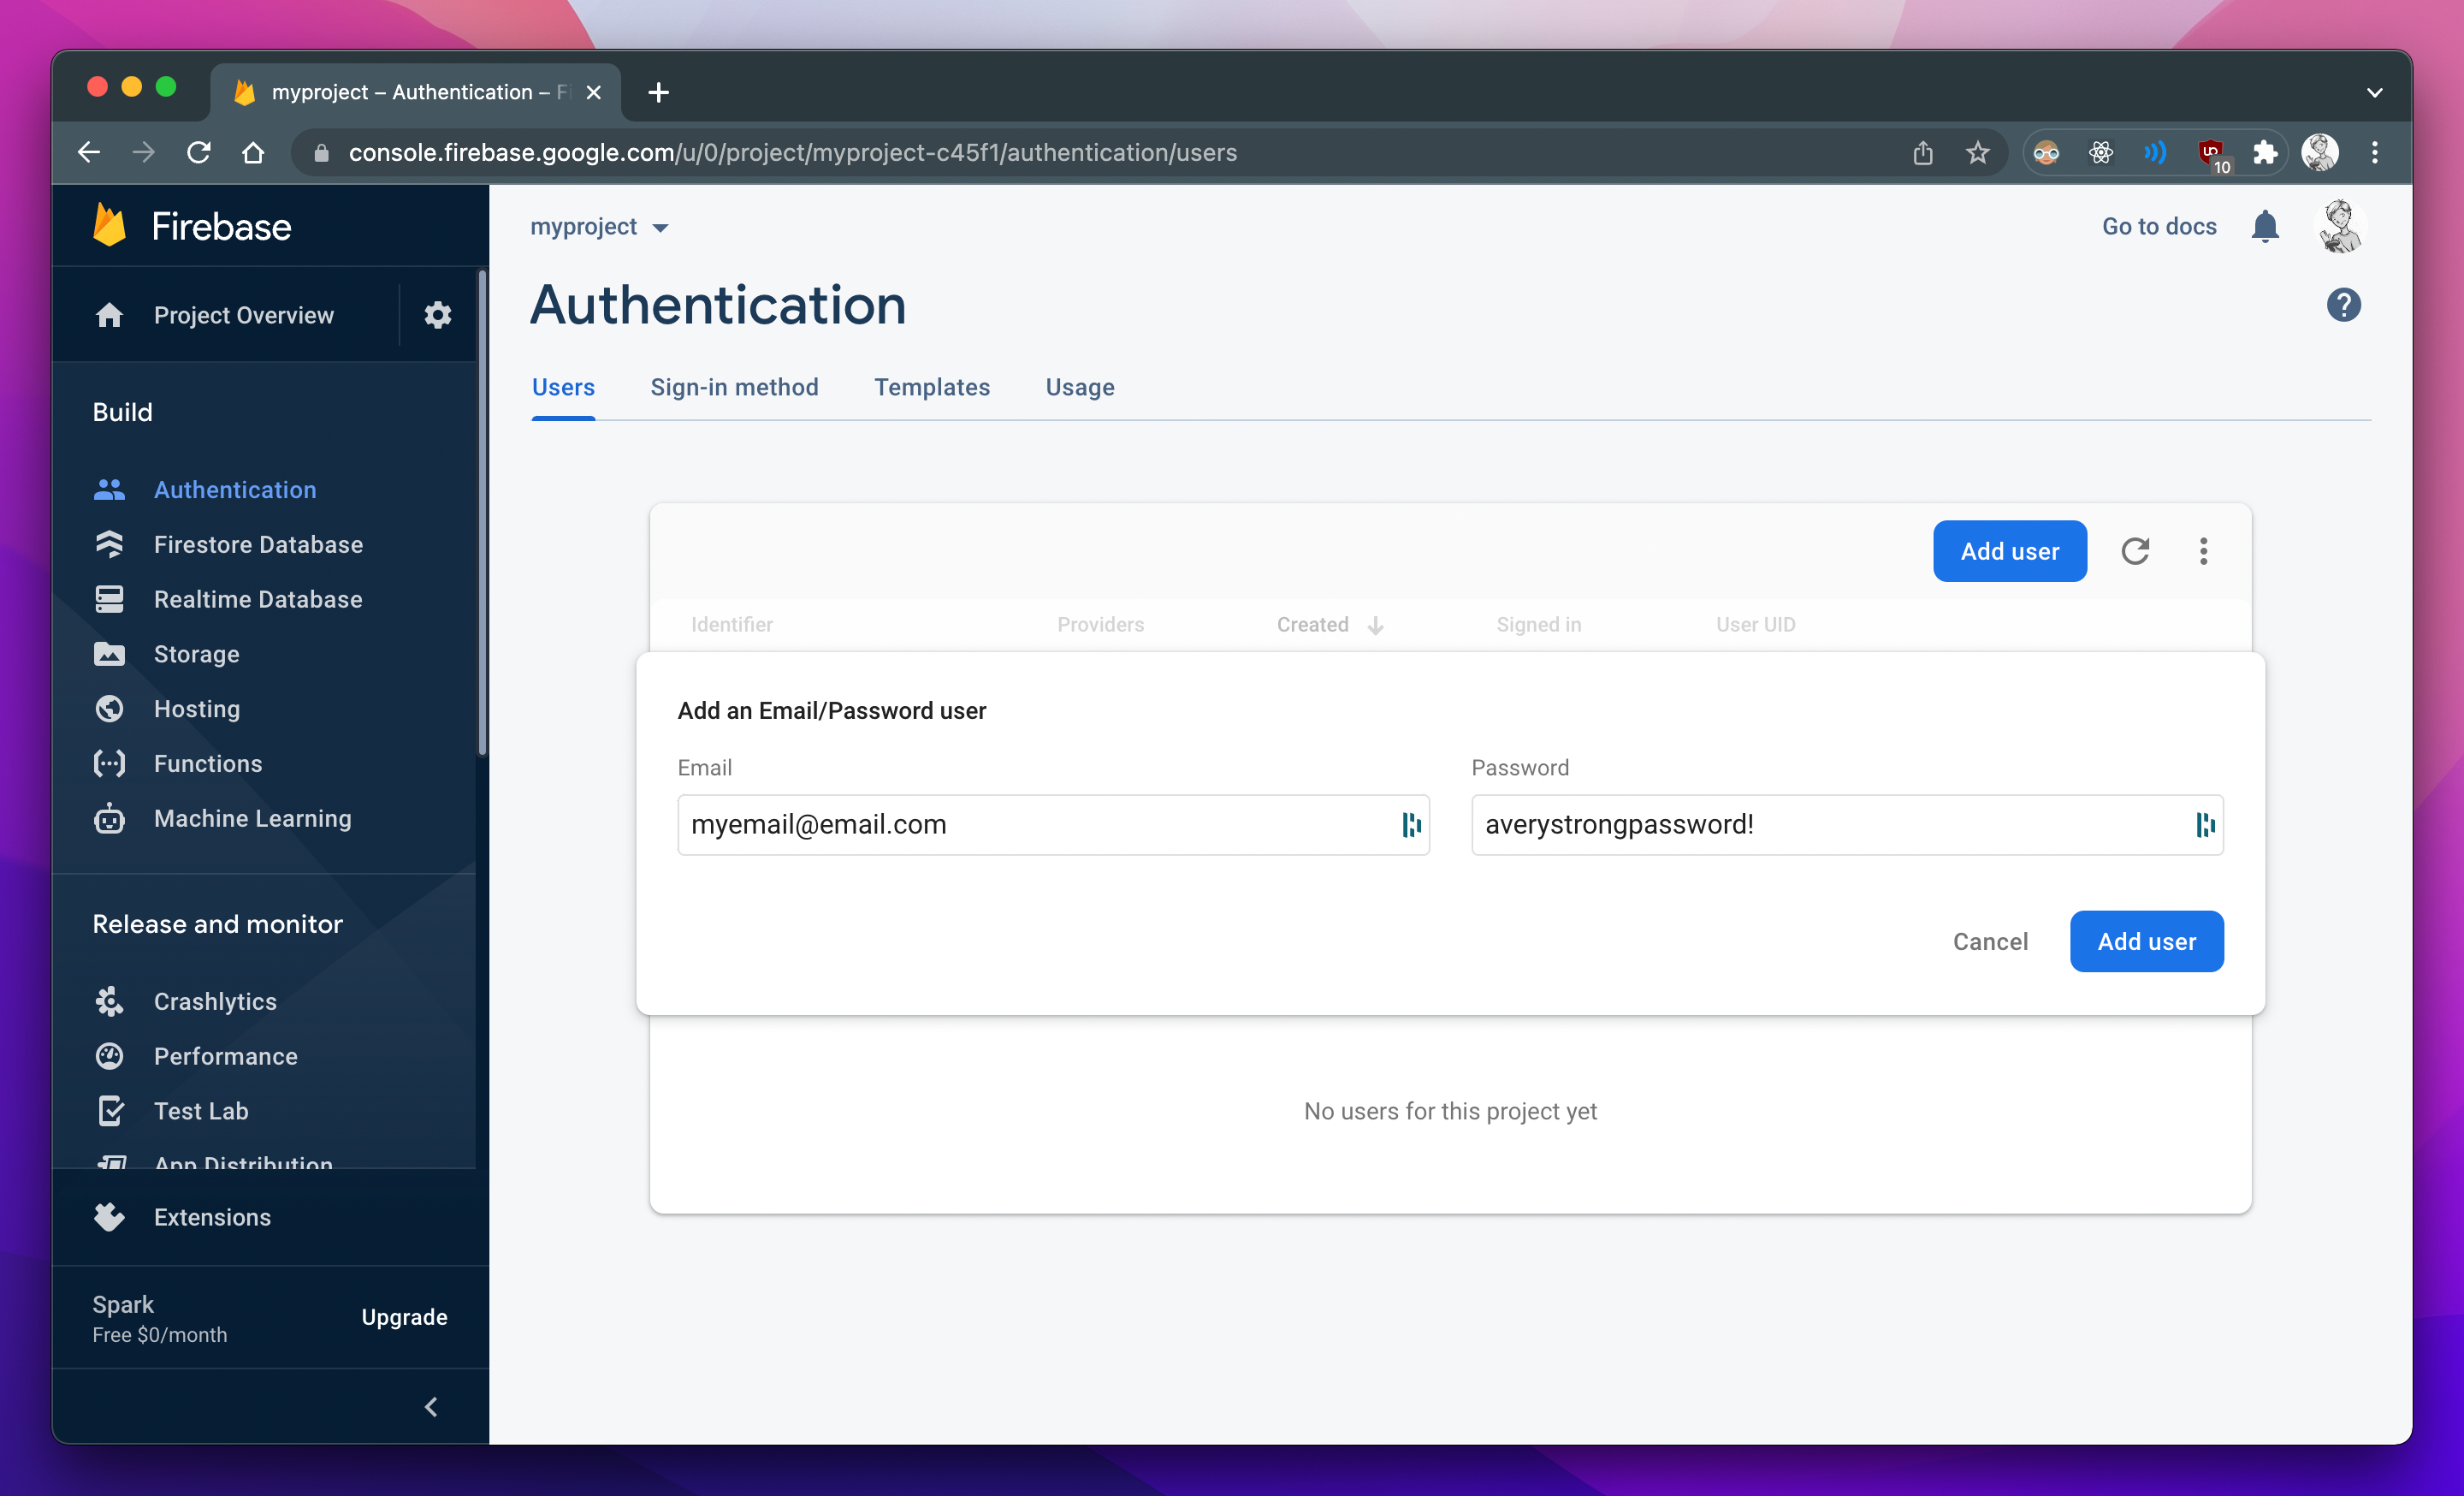 myproject – Authentication – F
console.firebase.google.com/u/0/project/myproject-c45f1/authentication/users
10
Firebase
Project Overview
Build
Authentication
Firestore Database
Realtime Database
Storage
Hosting
Functions
Machine Learning
Release and monitor
Crashlytics
Performance
Test Lab
App Distribution
Extensions
Spark
Free $0/month
Upgrade
myproject
Go to docs
Authentication
Users Sign-in method Templates Usage
Add user
Identifier Providers Created Signed in User UID
Add an Email/Password user
Email Password
myemail@email.com averystrongpassword!
Cancel Add user
No users for this project yet